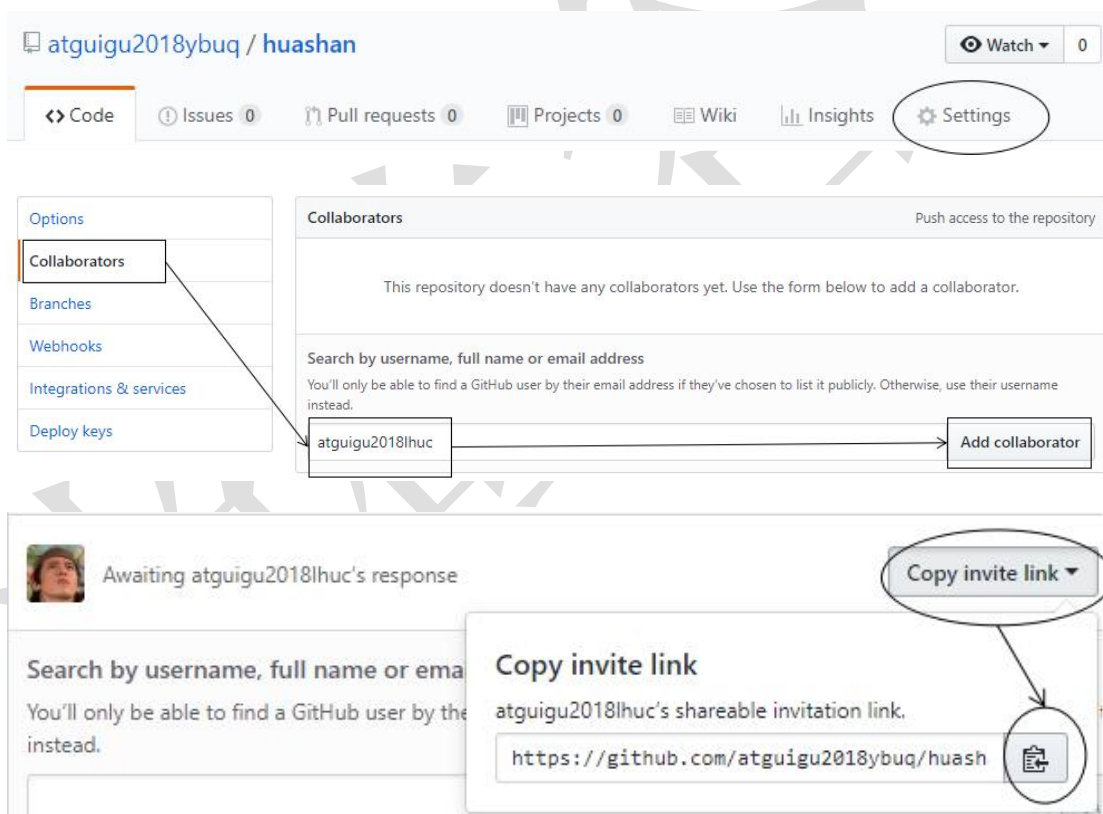 atguigu2018ybuq / huashan
Watch 0
Code Issues 0 Pull requests 0 Projects 0 Wiki Insights Settings
Options
Collaborators
Branches
Webhooks
Integrations & services
Deploy keys
Collaborators Push access to the repository
This repository doesn't have any collaborators yet. Use the form below to add a collaborator.
Search by username, full name or email address
You'll only be able to find a GitHub user by their email address if they've chosen to list it publicly. Otherwise, use their username
instead.
atguigu2018lhuc Add collaborator
Awaiting atguigu2018lhuc's response Copy invite link
Search by username, full name or ema
You'll only be able to find a GitHub user by the
instead.
Copy invite link
atguigu2018lhuc's shareable invitation link.
https://github.com/atguigu2018ybuq/huash